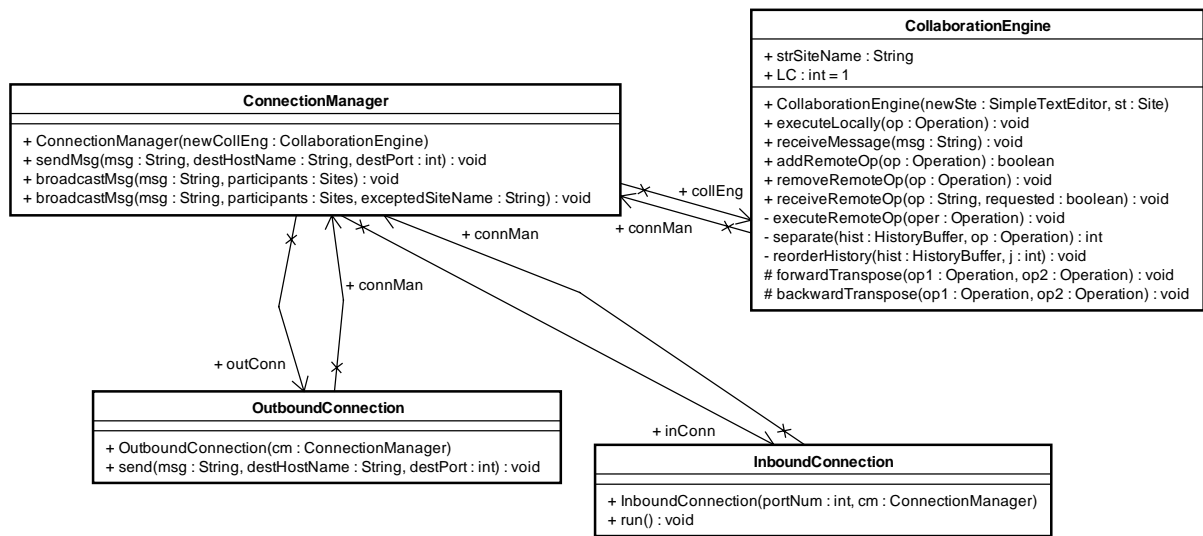 CollaborationEngine
+ strSiteName : String
+ LC : int = 1
+ CollaborationEngine(newSte : SimpleTextEditor, st : Site)
+ executeLocally(op : Operation) : void
+ receiveMessage(msg : String) : void
+ addRemoteOp(op : Operation) : boolean
+ removeRemoteOp(op : Operation) : void
+ receiveRemoteOp(op : String, requested : boolean) : void
- executeRemoteOp(oper : Operation) : void
- separate(hist : HistoryBuffer, op : Operation) : int
- reorderHistory(hist : HistoryBuffer, j : int) : void
# forwardTranspose(op1 : Operation, op2 : Operation) : void
# backwardTranspose(op1 : Operation, op2 : Operation) : void
ConnectionManager
+ ConnectionManager(newCollEng : CollaborationEngine)
+ sendMsg(msg : String, destHostName : String, destPort : int) : void
+ broadcastMsg(msg : String, participants : Sites) : void
+ broadcastMsg(msg : String, participants : Sites, exceptedSiteName : String) : void
+ collEng
+ connMan
+ connMan
+ connMan
+ outConn
+ inConn
OutboundConnection
+ OutboundConnection(cm : ConnectionManager)
+ send(msg : String, destHostName : String, destPort : int) : void
InboundConnection
+ InboundConnection(portNum : int, cm : ConnectionManager)
+ run() : void